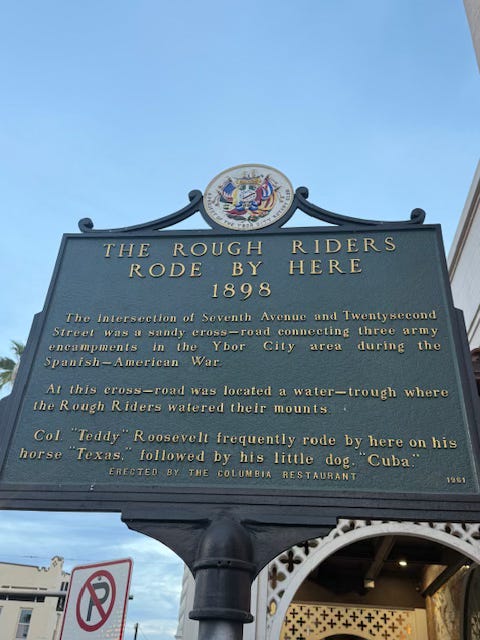 THE ROUGH RIDERS
RODE BY HERE
1898
The intersection of Seventh Avenue and Twentysecond
Street was a sandy cross—road connecting three army
encampments in the Ybor City area during the
Spanish—American War.
At this cross—road was located a water—trough where
the Rough Riders watered their mounts.
Col. "Teddy" Roosevelt frequently rode by here on his
horse "Texas," followed by his little dog, "Cuba."
ERECTED BY THE COLUMBIA RESTAURANT
1961
P